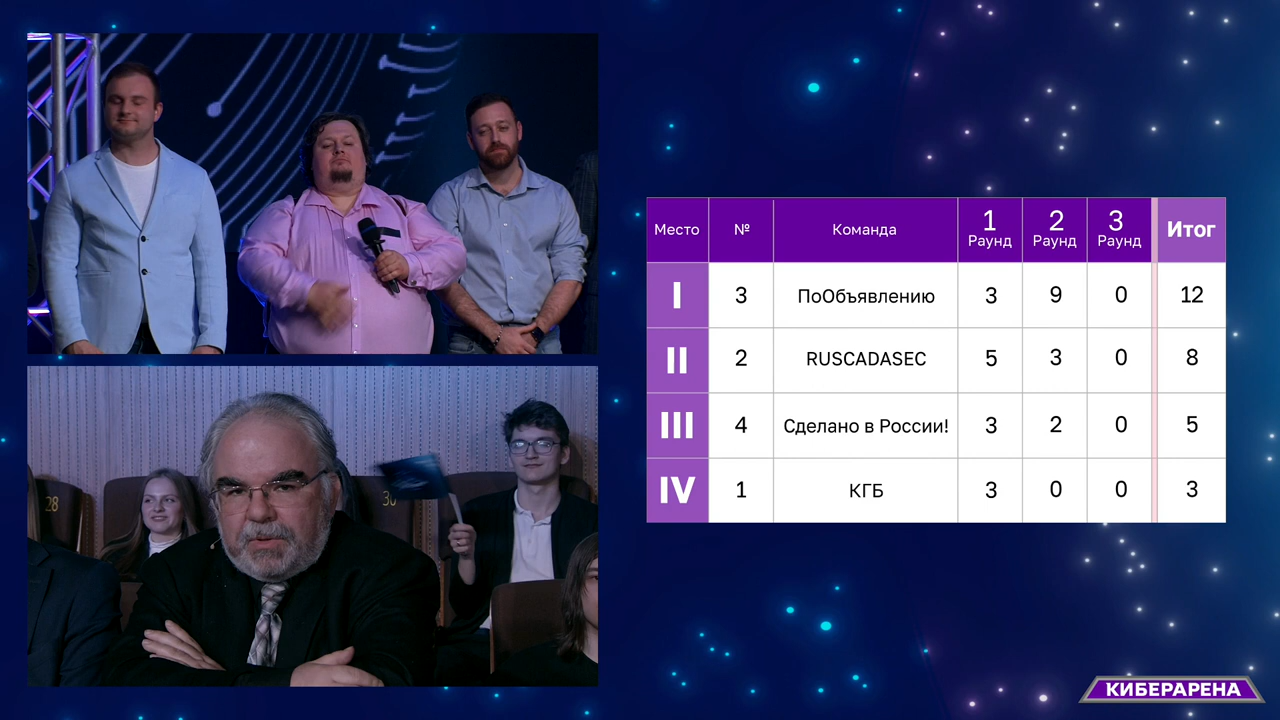 Место № Команда 1 Раунд 2 Раунд 3 Раунд Итог
I 3 ПоОбъявлению 3 9 0 12
II 2 RUSCADASEC 5 3 0 8
III 4 Сделано в России! 3 2 0 5
IV 1 КГБ 3 0 0 3
28
30
КИБЕРАРЕНА